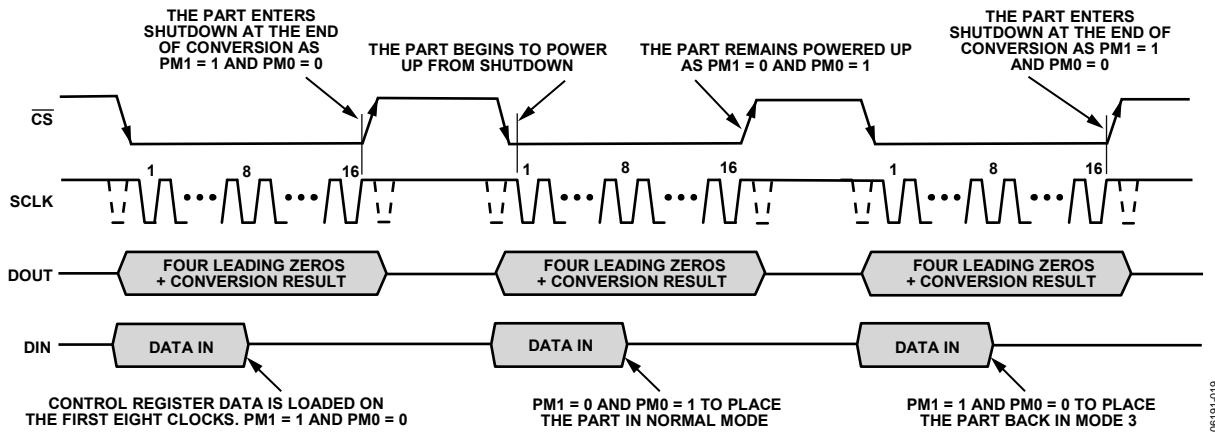 THE PART ENTERS
SHUTDOWN AT THE END
OF CONVERSION AS
PM1 = 1 AND PM0 = 0
THE PART BEGINS TO POWER
UP FROM SHUTDOWN
THE PART REMAINS POWERED UP
AS PM1 = 0 AND PM0 = 1
THE PART ENTERS
SHUTDOWN AT THE END OF
CONVERSION AS PM1 = 1
AND PM0 = 0
CS
1 8 16 1 8 16 1 8 16
SCLK
DOUT
FOUR LEADING ZEROS
+ CONVERSION RESULT
FOUR LEADING ZEROS
+ CONVERSION RESULT
FOUR LEADING ZEROS
+ CONVERSION RESULT
DIN
DATA IN
DATA IN
DATA IN
CONTROL REGISTER DATA IS LOADED ON
THE FIRST EIGHT CLOCKS. PM1 = 1 AND PM0 = 0
PM1 = 0 AND PM0 = 1 TO PLACE
THE PART IN NORMAL MODE
PM1 = 1 AND PM0 = 0 TO PLACE
THE PART BACK IN MODE 3
06191-019